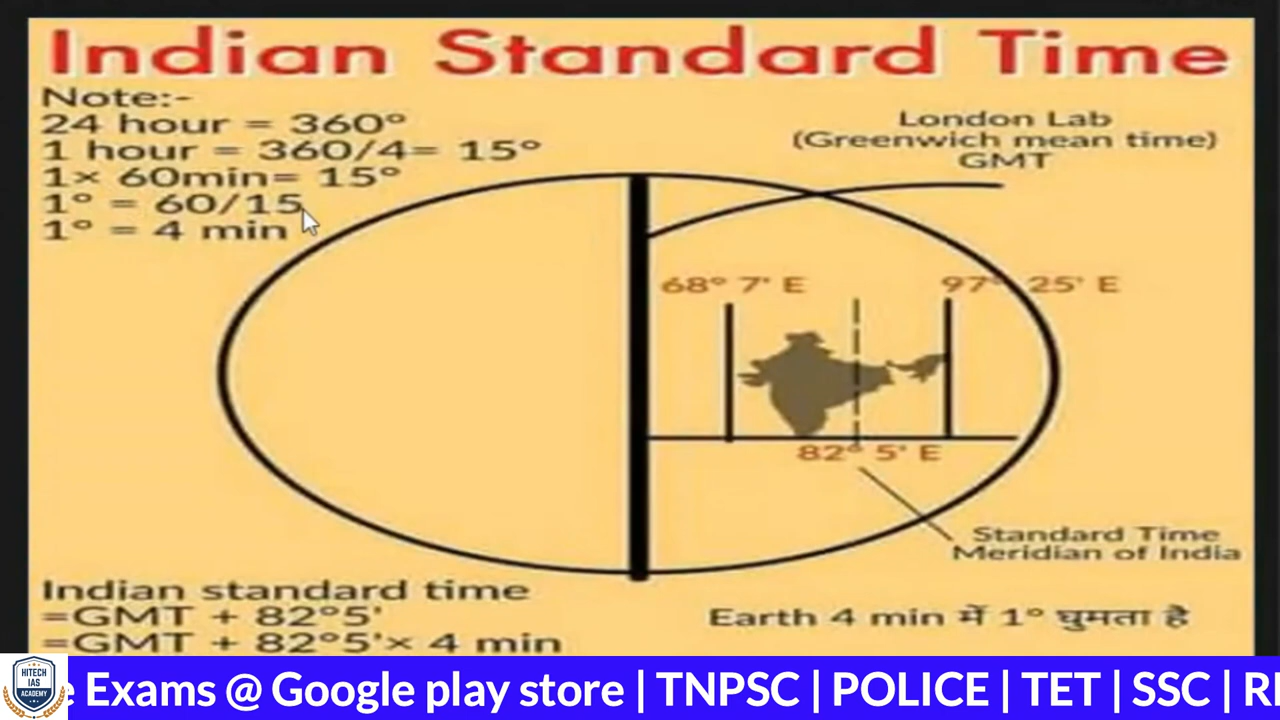 Indian Standard Time
Note:-
24 hour = 360°
1 hour = 360/4= 15°
1× 60min= 15°
1° = 60/15
1° = 4 min
London Lab
(Greenwich mean time)
GMT
68° 7' E
97° 25' E
82° 5' E
Standard Time
Meridian of India
Indian standard time
=GMT + 82°5'
=GMT + 82°5'× 4 min
Earth 4 min में 1° घुमता है
HITECH
IAS
ACADEMY
Exams @ Google play store | TNPSC | POLICE | TET | SSC |